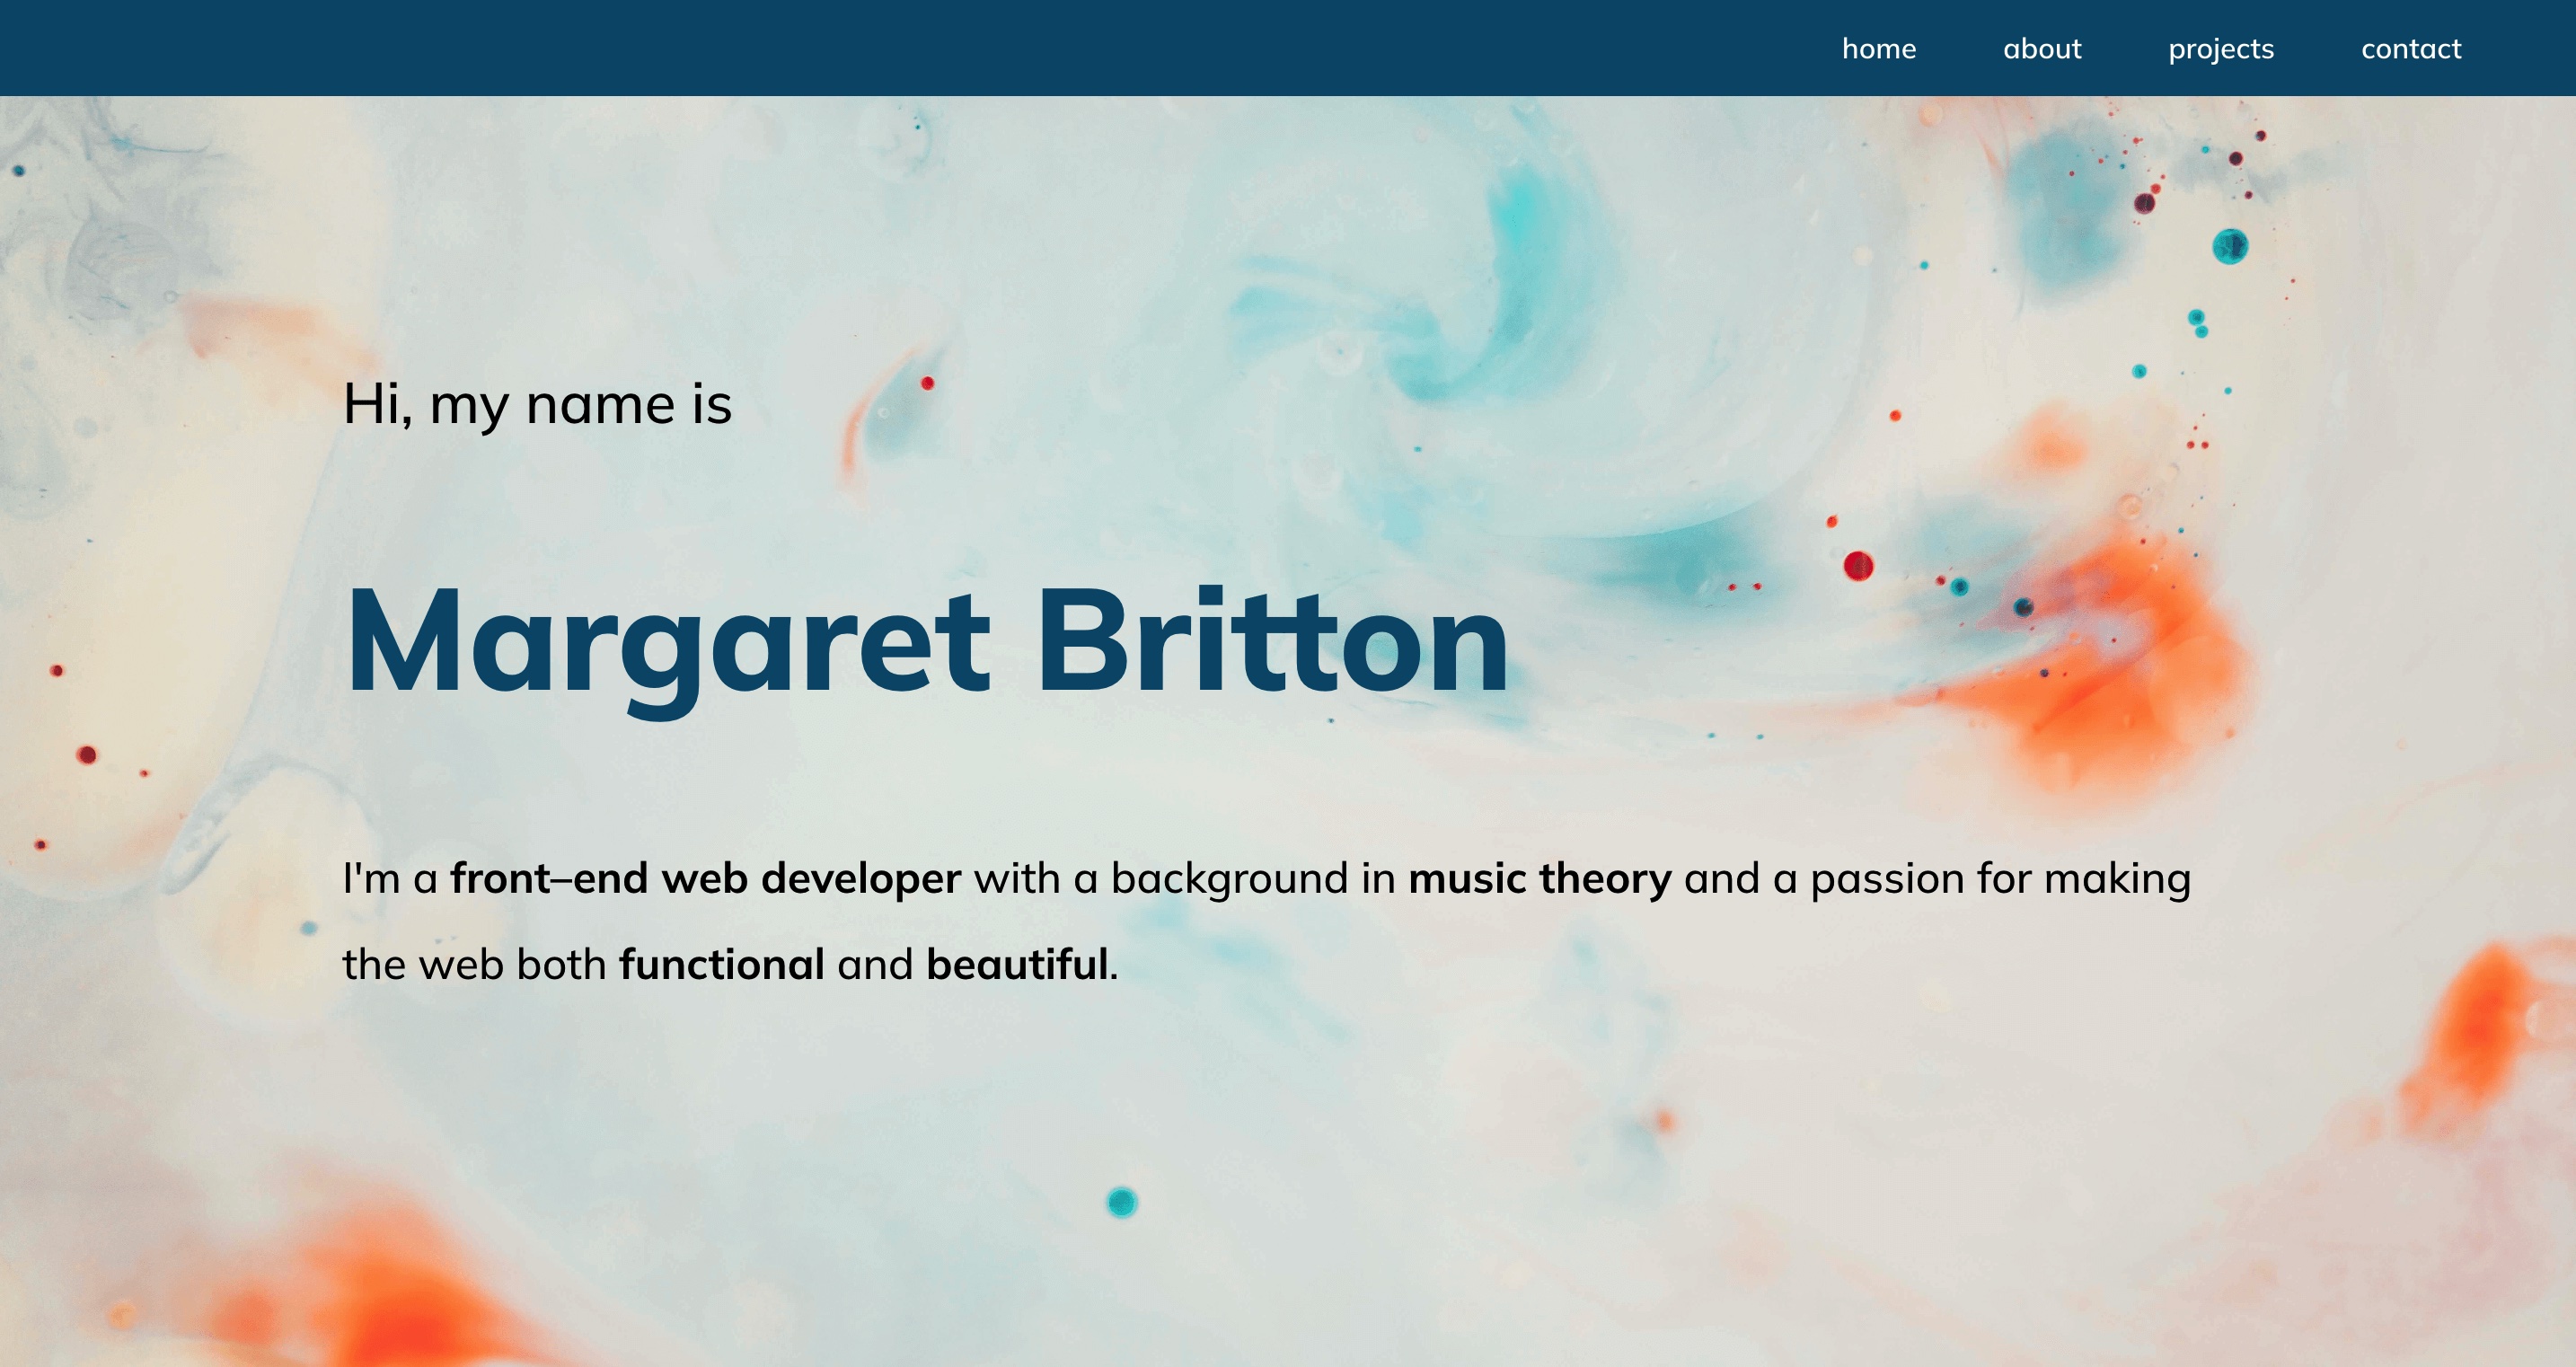 home about projects contact
Hi, my name is
Margaret Britton
I'm a front–end web developer with a background in music theory and a passion for making
the web both functional and beautiful.